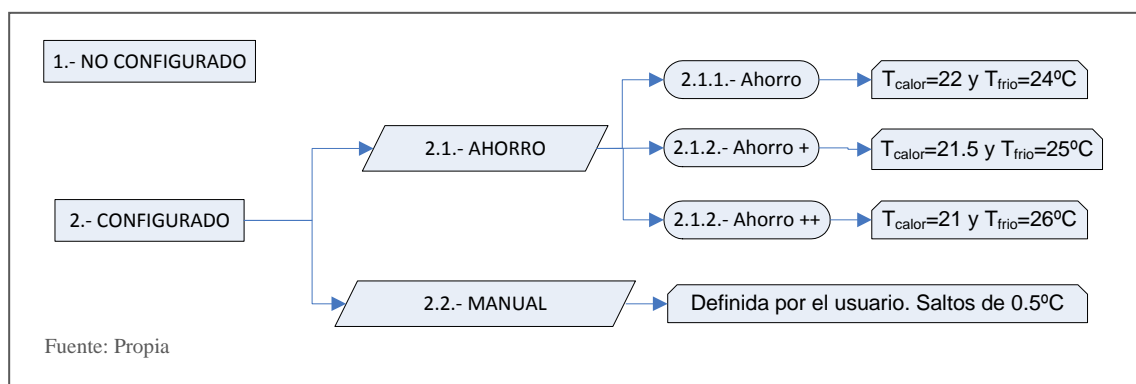 1.- NO CONFIGURADO
2.1.1.- Ahorro
Tcalor=22 y Tfrio=24ºC
2.1.- AHORRO
2.1.2.- Ahorro +
Tcalor=21.5 y Tfrio=25ºC
2.- CONFIGURADO
2.1.2.- Ahorro ++
Tcalor=21 y Tfrio=26ºC
2.2.- MANUAL
Definida por el usuario. Saltos de 0.5ºC
Fuente: Propia